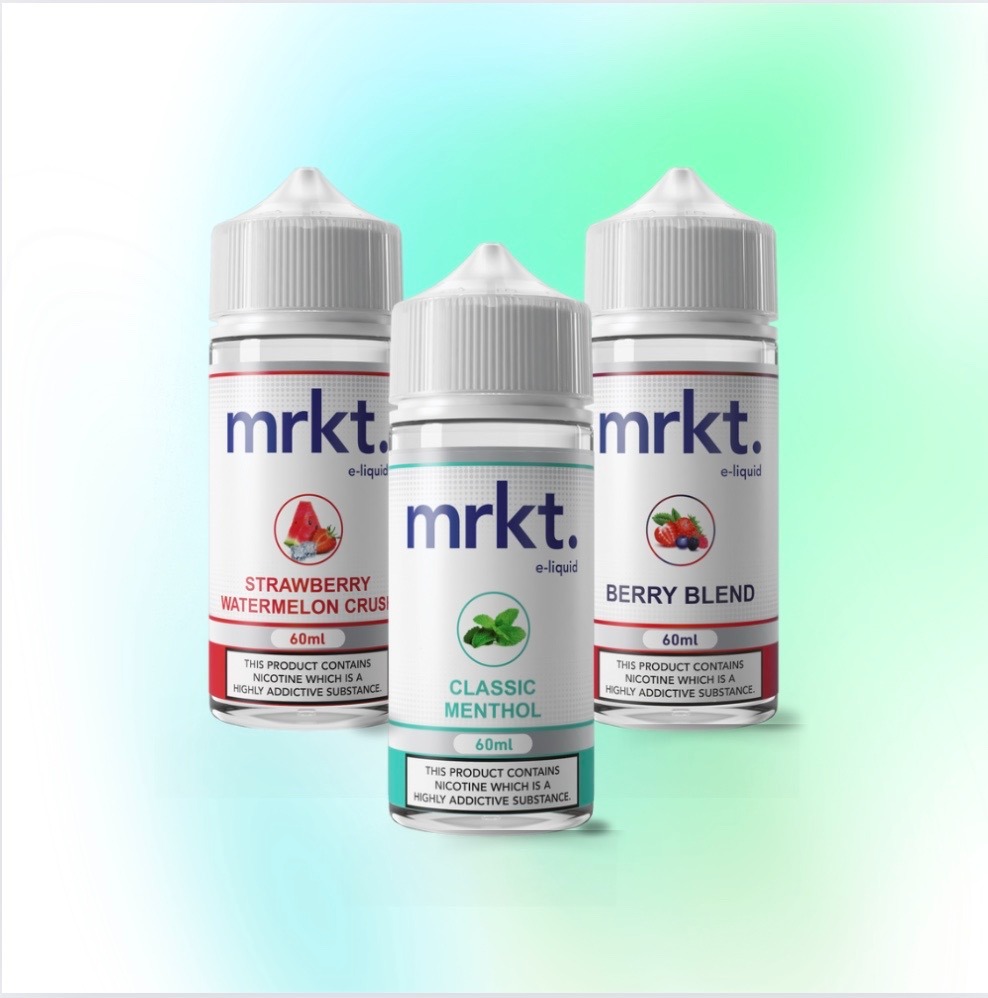 mrkt.
e-liquid
STRAWBERRY
WATERMELON CRUS
60ml
THIS PRODUCT CONTAINS
NICOTINE WHICH IS A
HIGHLY ADDICTIVE SUBSTANCE.
mrkt.
e-liquid
CLASSIC
MENTHOL
60ml
THIS PRODUCT CONTAINS
NICOTINE WHICH IS A
HIGHLY ADDICTIVE SUBSTANCE.
mrkt.
e-liquid
BERRY BLEND
60ml
THIS PRODUCT CONTAINS
NICOTINE WHICH IS A
HIGHLY ADDICTIVE SUBSTANCE.